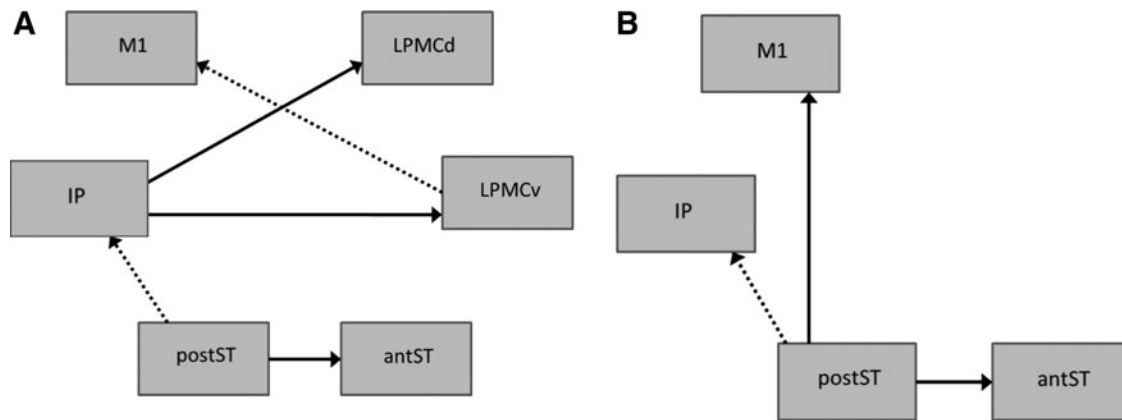 A
M1
LPMCd
IP
LPMCv
postST
antST
B
M1
IP
postST
antST